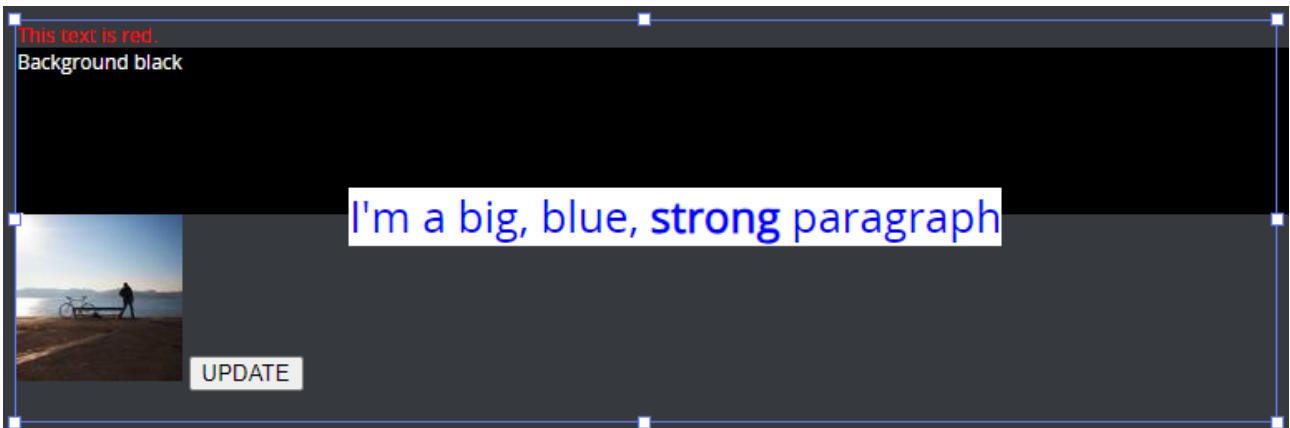 This text is red.
Background black
I'm a big, blue, strong paragraph
UPDATE